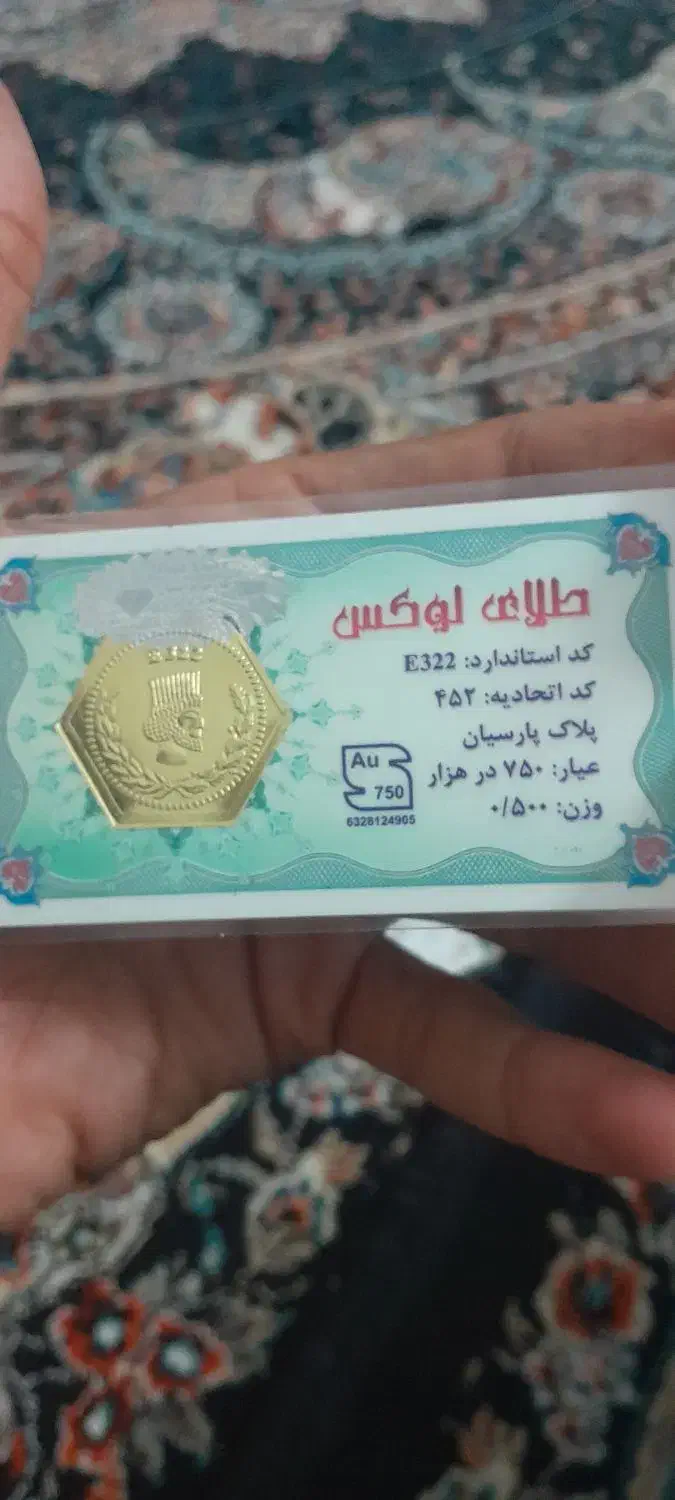 طلای لوکس
کد استاندارد: E322
کد اتحادیه: ۴۵۲
پلاک پارسیان
عیار: ۷۵۰ در هزار
وزن: ۰/۵۰۰
Au
750
6328124905